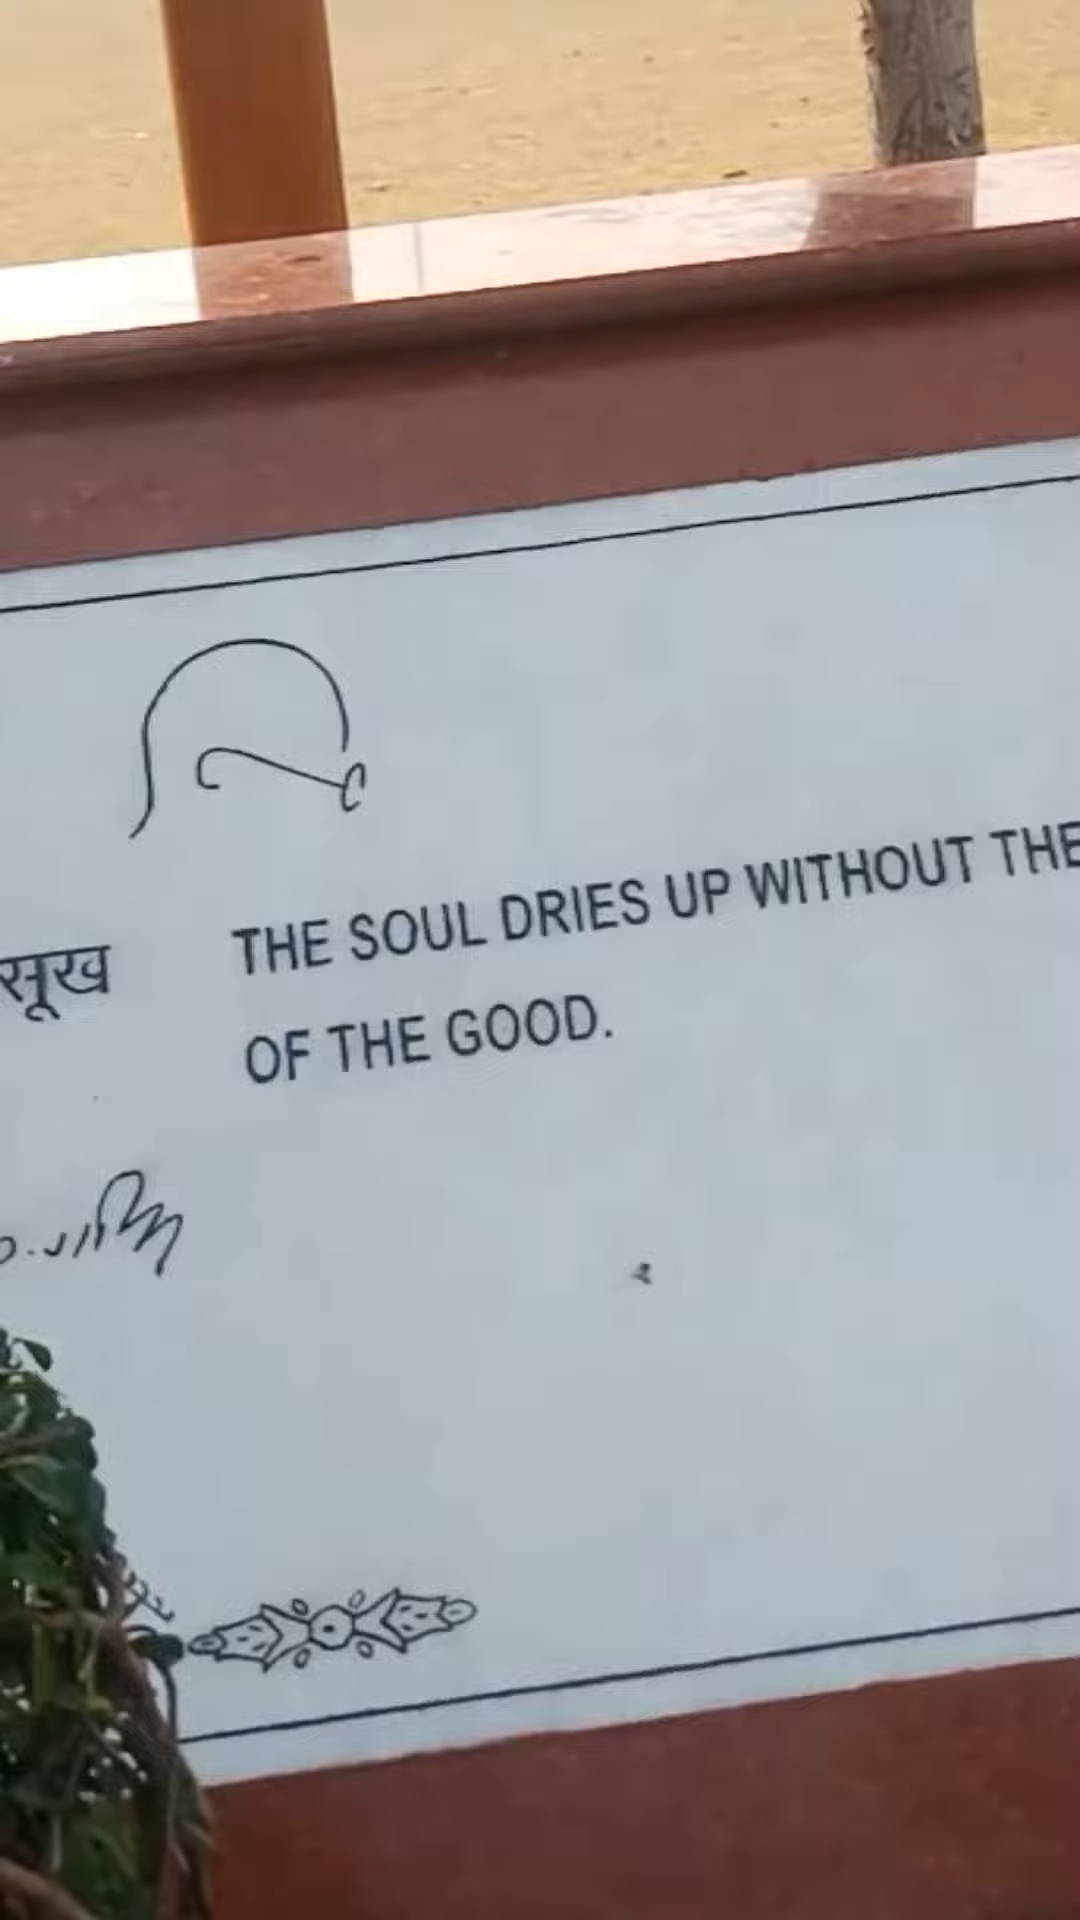 सूख
THE SOUL DRIES UP WITHOUT THE
OF THE GOOD.